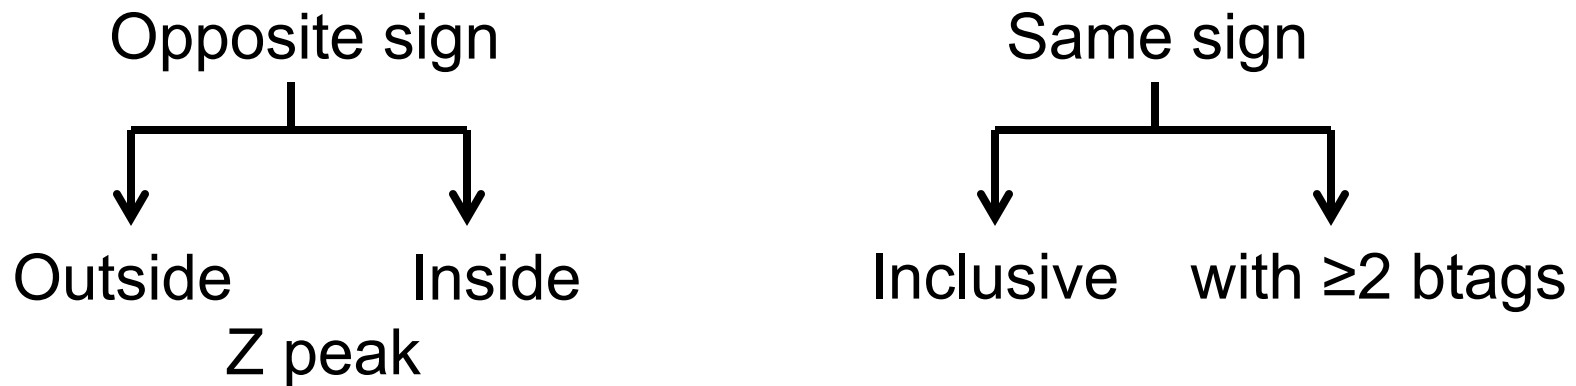 Opposite sign
Outside Inside
Z peak
Same sign
Inclusive with ≥2 btags